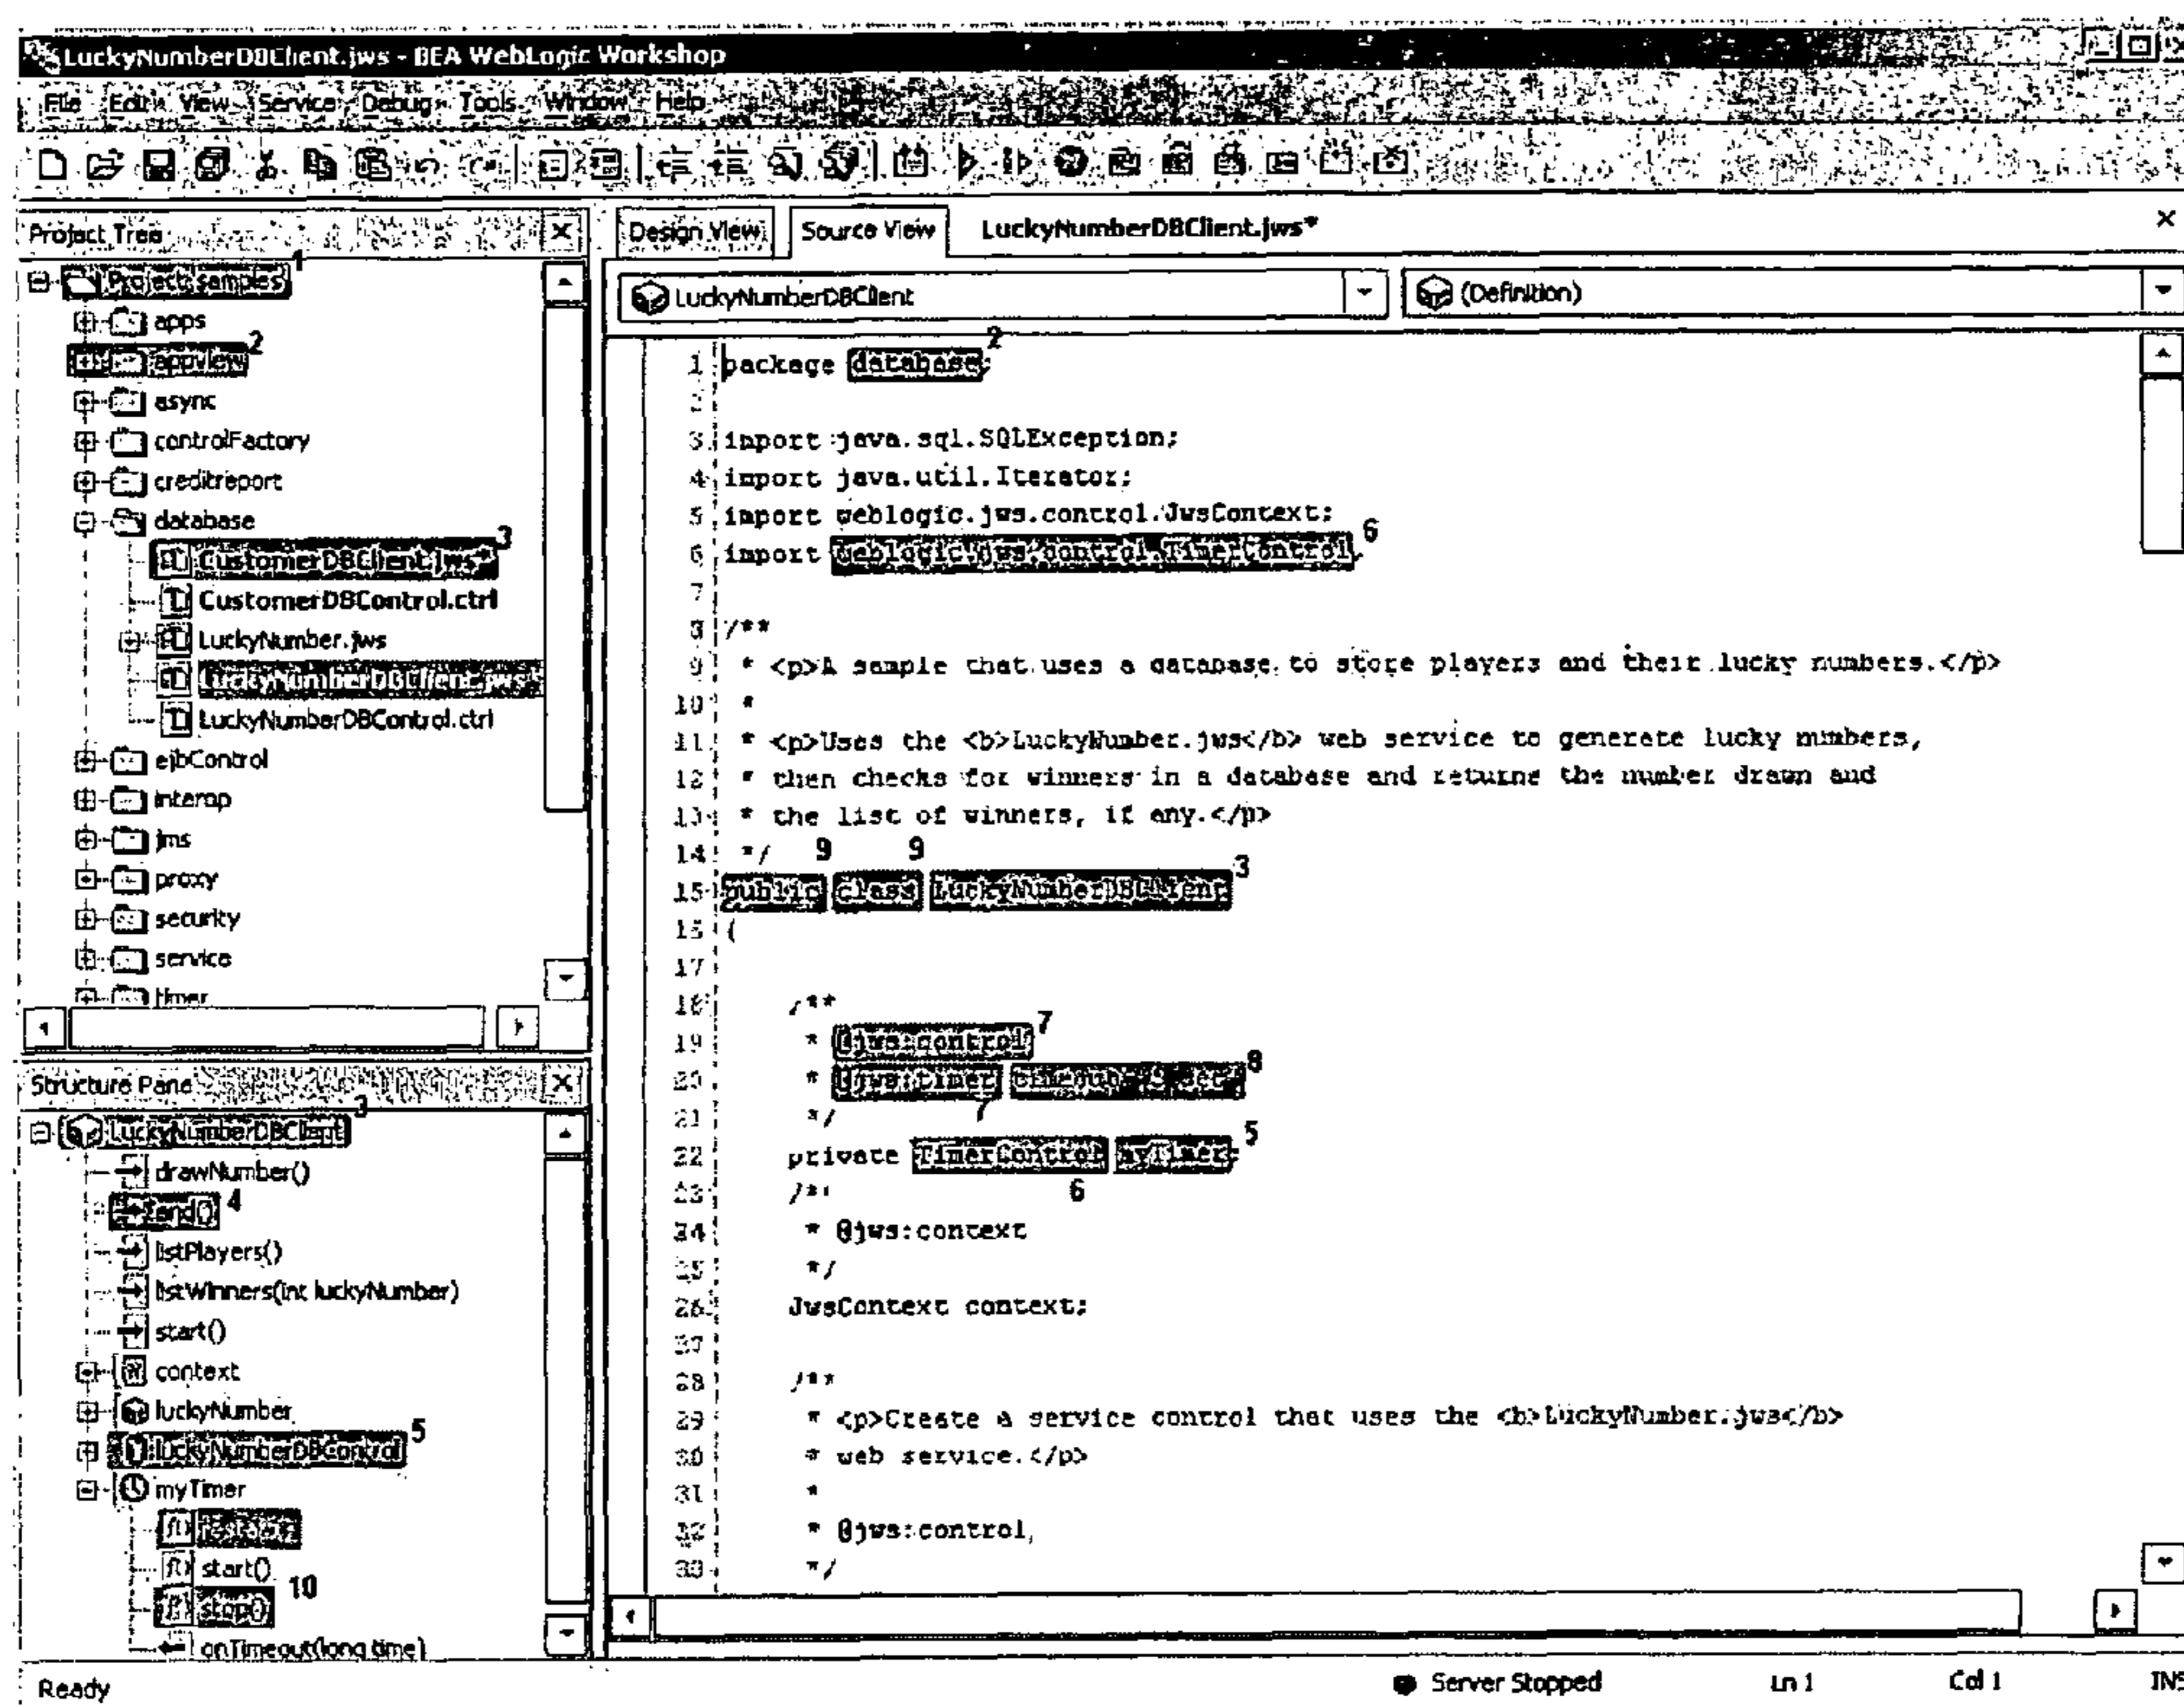 LuckyNumberDBClient.jws - BEA WebLogic Workshop
File Edit View Service Debug Tools Window Help
Project Tree
Project: samples 1
apps
appview 2
async
controlFactory
creditreport
database
CustomerDBClient.jws* 3
CustomerDBControl.ctrl
LuckyNumber.jws
LuckyNumberDBClient.jws*
LuckyNumberDBControl.ctrl
ejbControl
interop
jms
proxy
security
service
timer
Structure Pane
LuckyNumberDBClient 3
drawNumber()
end() 4
listPlayers()
listWinners(int luckyNumber)
start()
context
luckyNumber
luckyNumberDBControl 5
myTimer
start()
stop() 10
onTimeout(long time)
Design View Source View LuckyNumberDBClient.jws*
LuckyNumberDBClient (Definition)
1 package database; 2
2
3 import java.sql.SQLException;
4 import java.util.Iterator;
5 import weblogic.jws.control.JwsContext;
6 import weblogic.jws.control.TimerControl; 6
7
8 /**
9 * <p>A sample that uses a database to store players and their lucky numbers.</p>
10 *
11 * <p>Uses the <b>LuckyNumber.jws</b> web service to generate lucky numbers,
12 * then checks for winners in a database and returns the number drawn and
13 * the list of winners, if any.</p>
14 */ 9 9
15 public class LuckyNumberDBClient 3
16 {
17
18 /**
19 * @jws:control 7
20 * @jws:timer 8
21 */ 7
22 private TimerControl myTimer; 5
23 /** 6
24 * @jws:context
25 */
26 JwsContext context;
27
28 /**
29 * <p>Create a service control that uses the <b>LuckyNumber.jws</b>
30 * web service.</p>
31 *
32 * @jws:control
33 */
Ready Server Stopped Ln 1 Col 1 INS